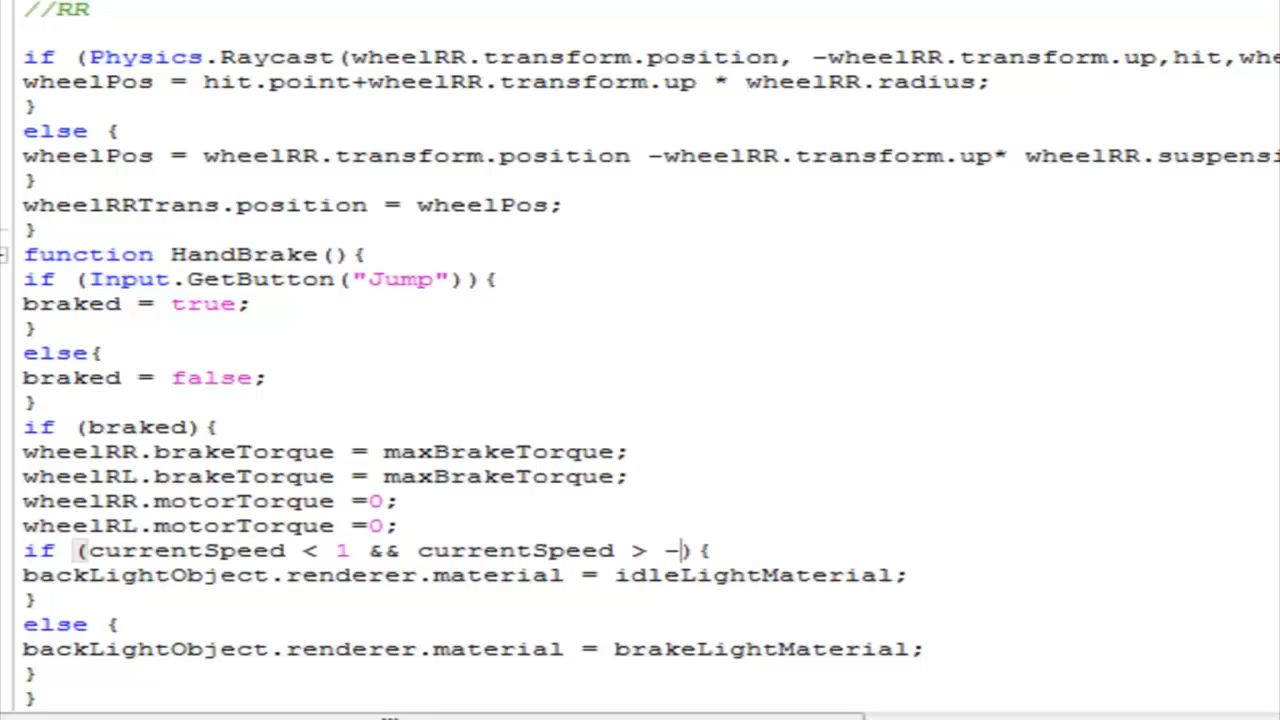 //RR
if (Physics.Raycast(wheelRR.transform.position, -wheelRR.transform.up,hit,whe
wheelPos = hit.point+wheelRR.transform.up * wheelRR.radius;
}
else {
wheelPos = wheelRR.transform.position -wheelRR.transform.up* wheelRR.suspensi
}
wheelRRTrans.position = wheelPos;
}
function HandBrake(){
if (Input.GetButton("Jump")){
braked = true;
}
else{
braked = false;
}
if (braked){
wheelRR.brakeTorque = maxBrakeTorque;
wheelRL.brakeTorque = maxBrakeTorque;
wheelRR.motorTorque =0;
wheelRL.motorTorque =0;
if (currentSpeed < 1 && currentSpeed > -){
backLightObject.renderer.material = idleLightMaterial;
}
else {
backLightObject.renderer.material = brakeLightMaterial;
}
}